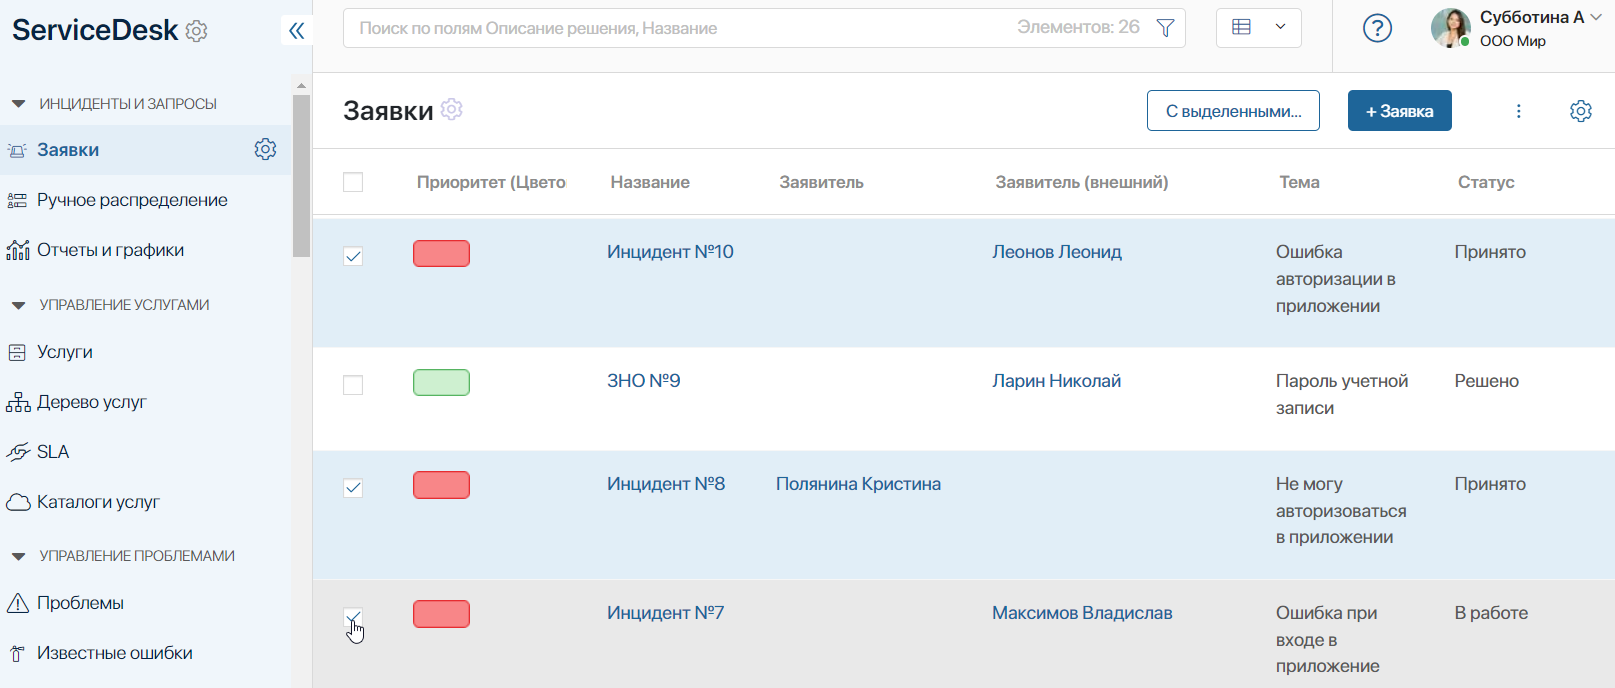 ServiceDesk
Поиск по полям Описание решения, Название
Элементов: 26
?
Субботина А
ООО Мир
ИНЦИДЕНТЫ И ЗАПРОСЫ
Заявки
Ручное распределение
Отчеты и графики
УПРАВЛЕНИЕ УСЛУГАМИ
Услуги
Дерево услуг
SLA
Каталоги услуг
УПРАВЛЕНИЕ ПРОБЛЕМАМИ
Проблемы
Известные ошибки
Заявки
С выделенными...
+ Заявка
Приоритет (Цвето Название Заявитель Заявитель (внешний) Тема Статус
Инцидент №10 Леонов Леонид Ошибка Принято
авторизации в
приложении
ЗНО №9 Ларин Николай Пароль учетной Решено
записи
Инцидент №8 Полянина Кристина Не могу Принято
авторизоваться
в приложении
Инцидент №7 Максимов Владислав Ошибка при В работе
входе в
приложение